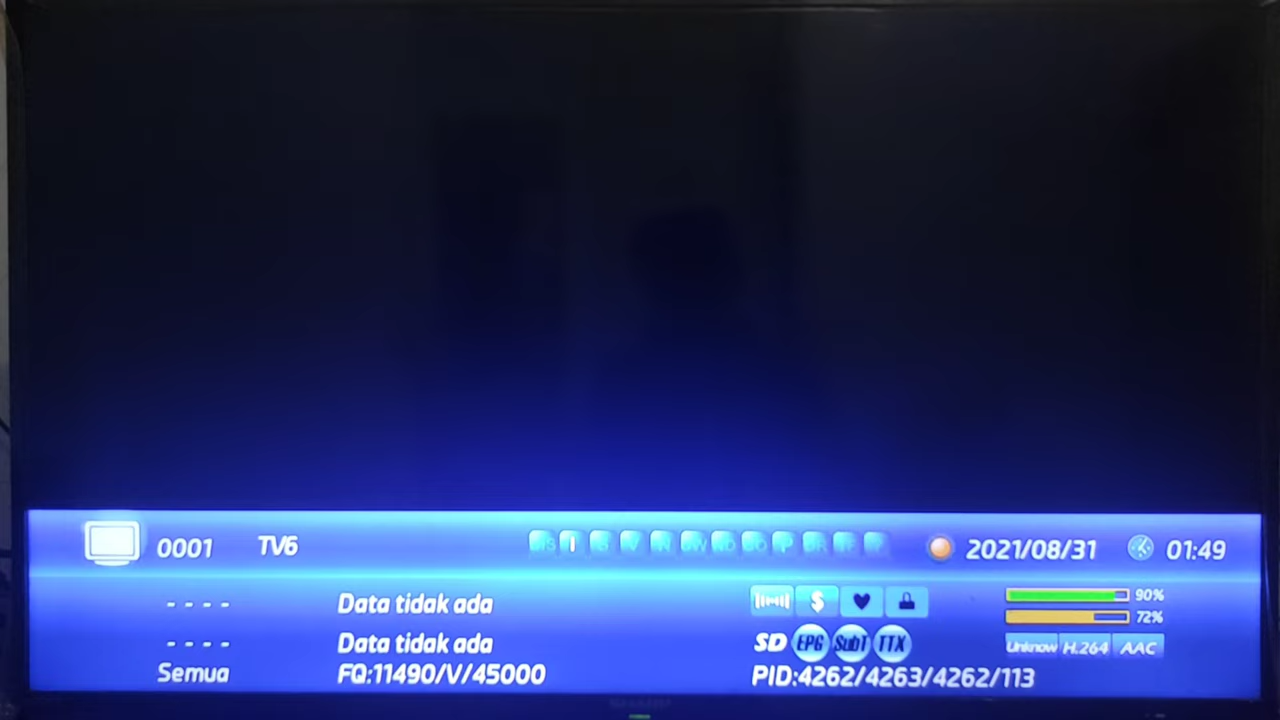 0001 TV6 I 2021/08/31 01:49
- - - - Data tidak ada $ 90%
72%
- - - - Data tidak ada SD EPG SubT TTX Unknow H.264 AAC
Semua FQ:11490/V/45000 PID:4262/4263/4262/113